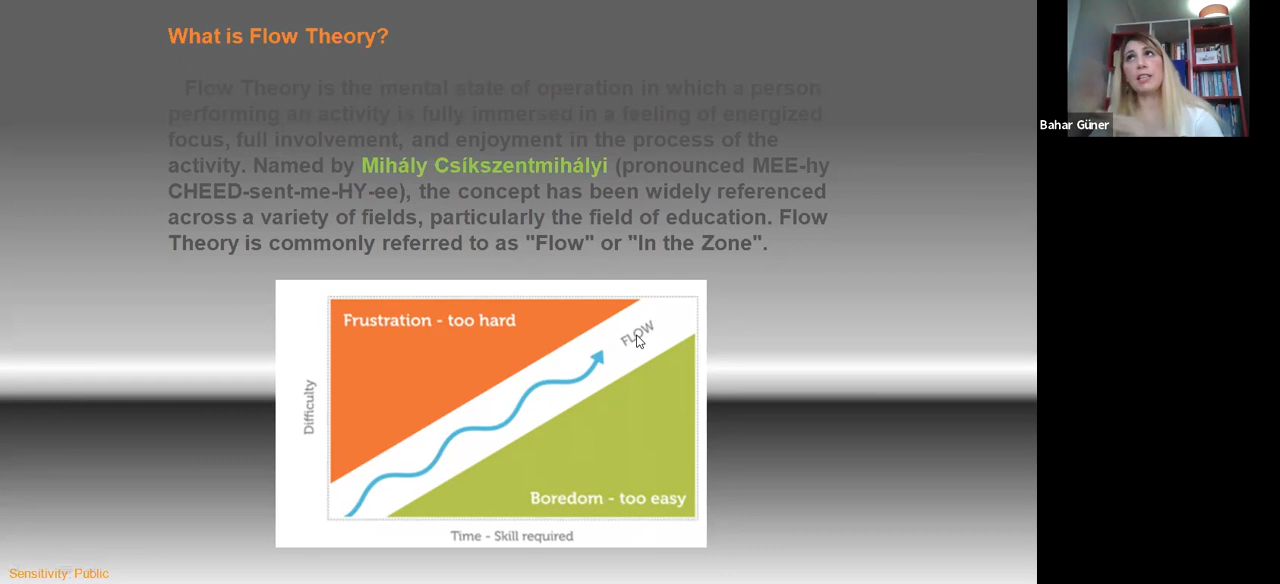 What is Flow Theory?
Flow Theory is the mental state of operation in which a person
performing an activity is fully immersed in a feeling of energized
focus, full involvement, and enjoyment in the process of the
activity. Named by Mihály Csíkszentmihályi (pronounced MEE-hy
CHEED-sent-me-HY-ee), the concept has been widely referenced
across a variety of fields, particularly the field of education. Flow
Theory is commonly referred to as "Flow" or "In the Zone".
Frustration - too hard
FLOW
Difficulty
Boredom - too easy
Time - Skill required
Sensitivity: Public
Bahar Güner